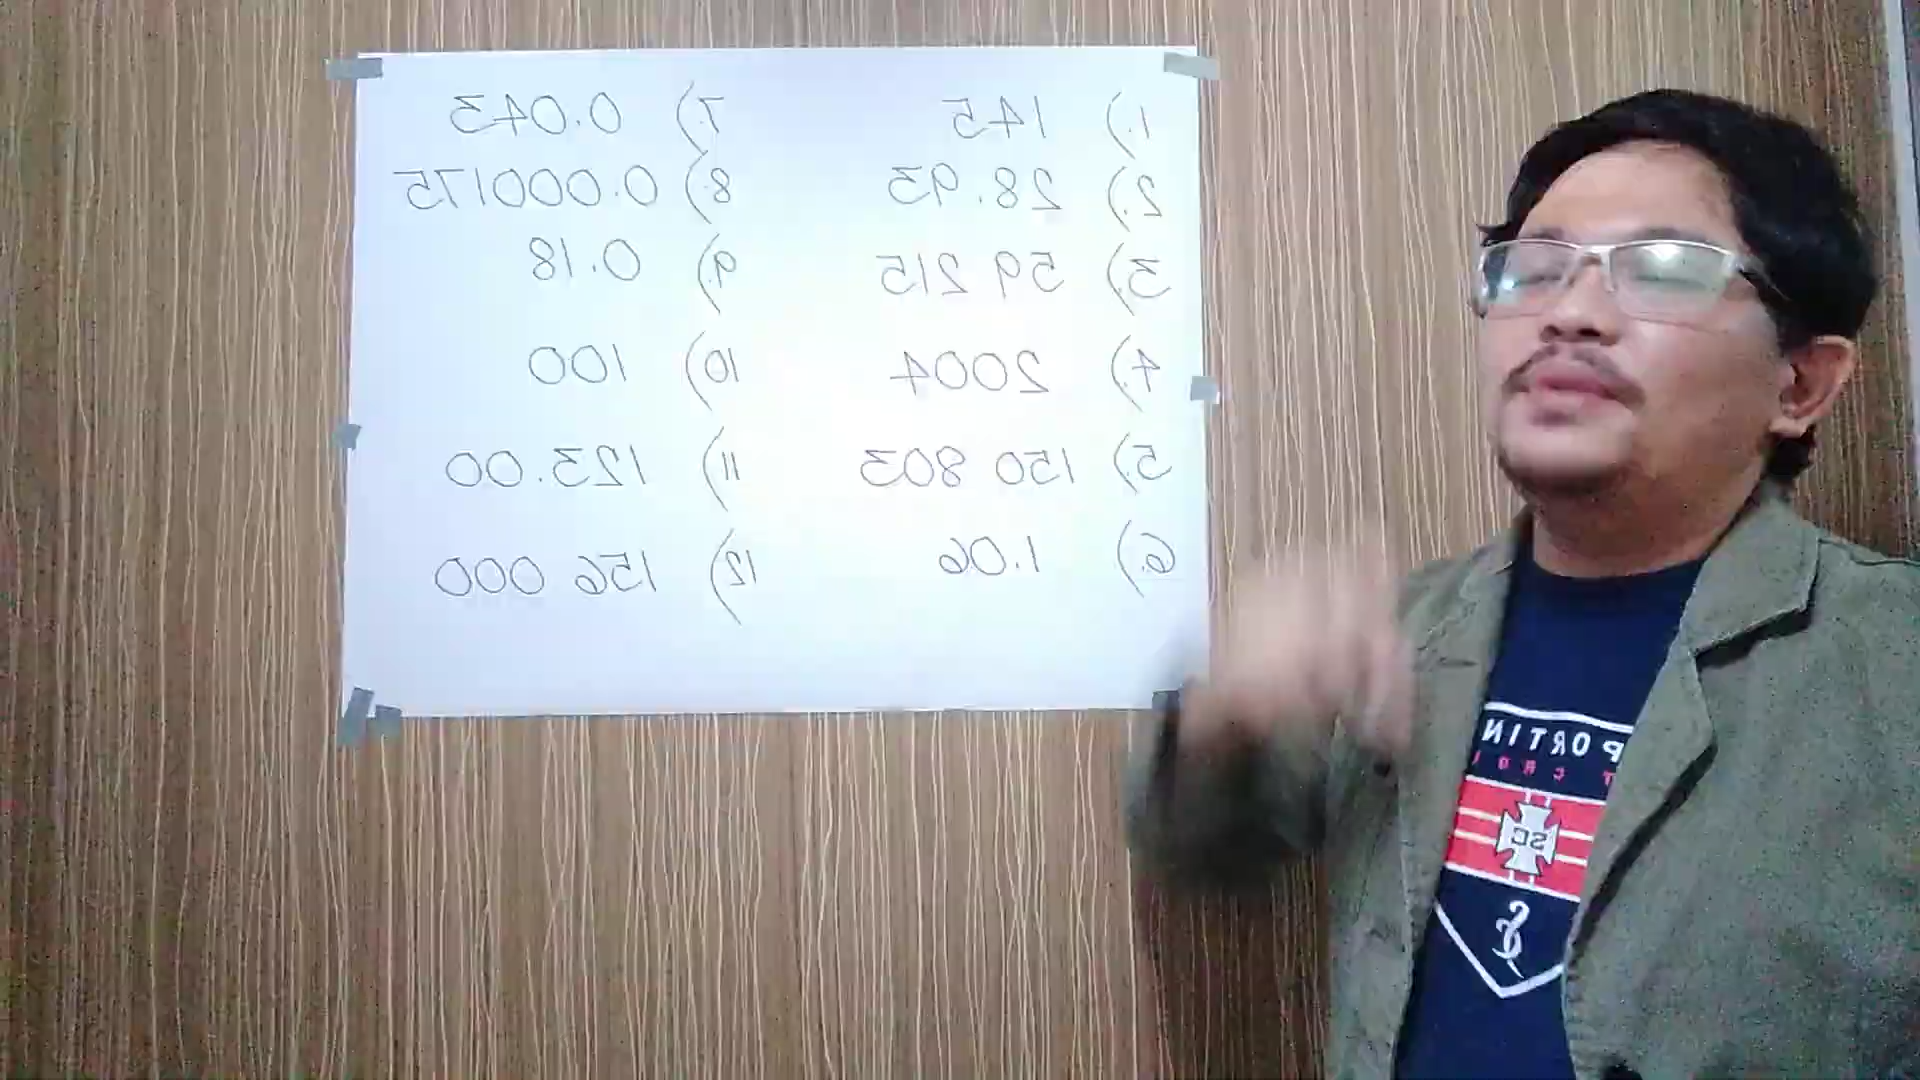 1.) 145
2.) 28.93
3.) 59 215
4.) 2004
5.) 150 803
6.) 1.06
7.) 0.043
8.) 0.000175
9.) 0.18
10.) 100
11.) 123.00
12.) 156 000
PORTIN
SC